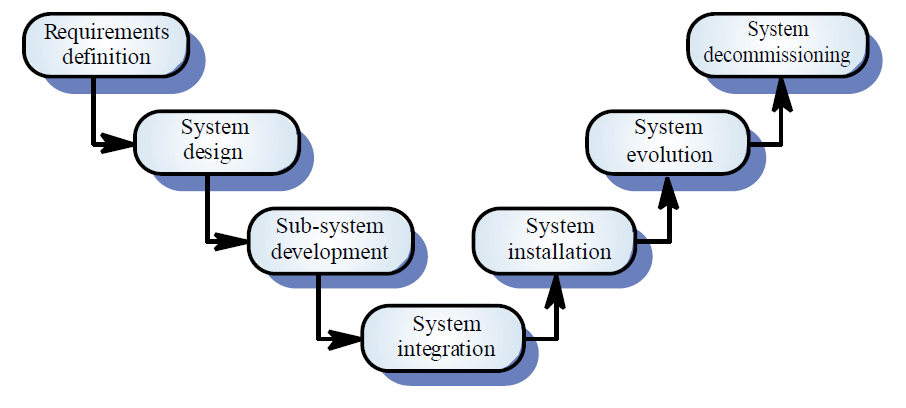 Requirements
definition
System
design
Sub-system
development
System
integration
System
installation
System
evolution
System
decommissioning